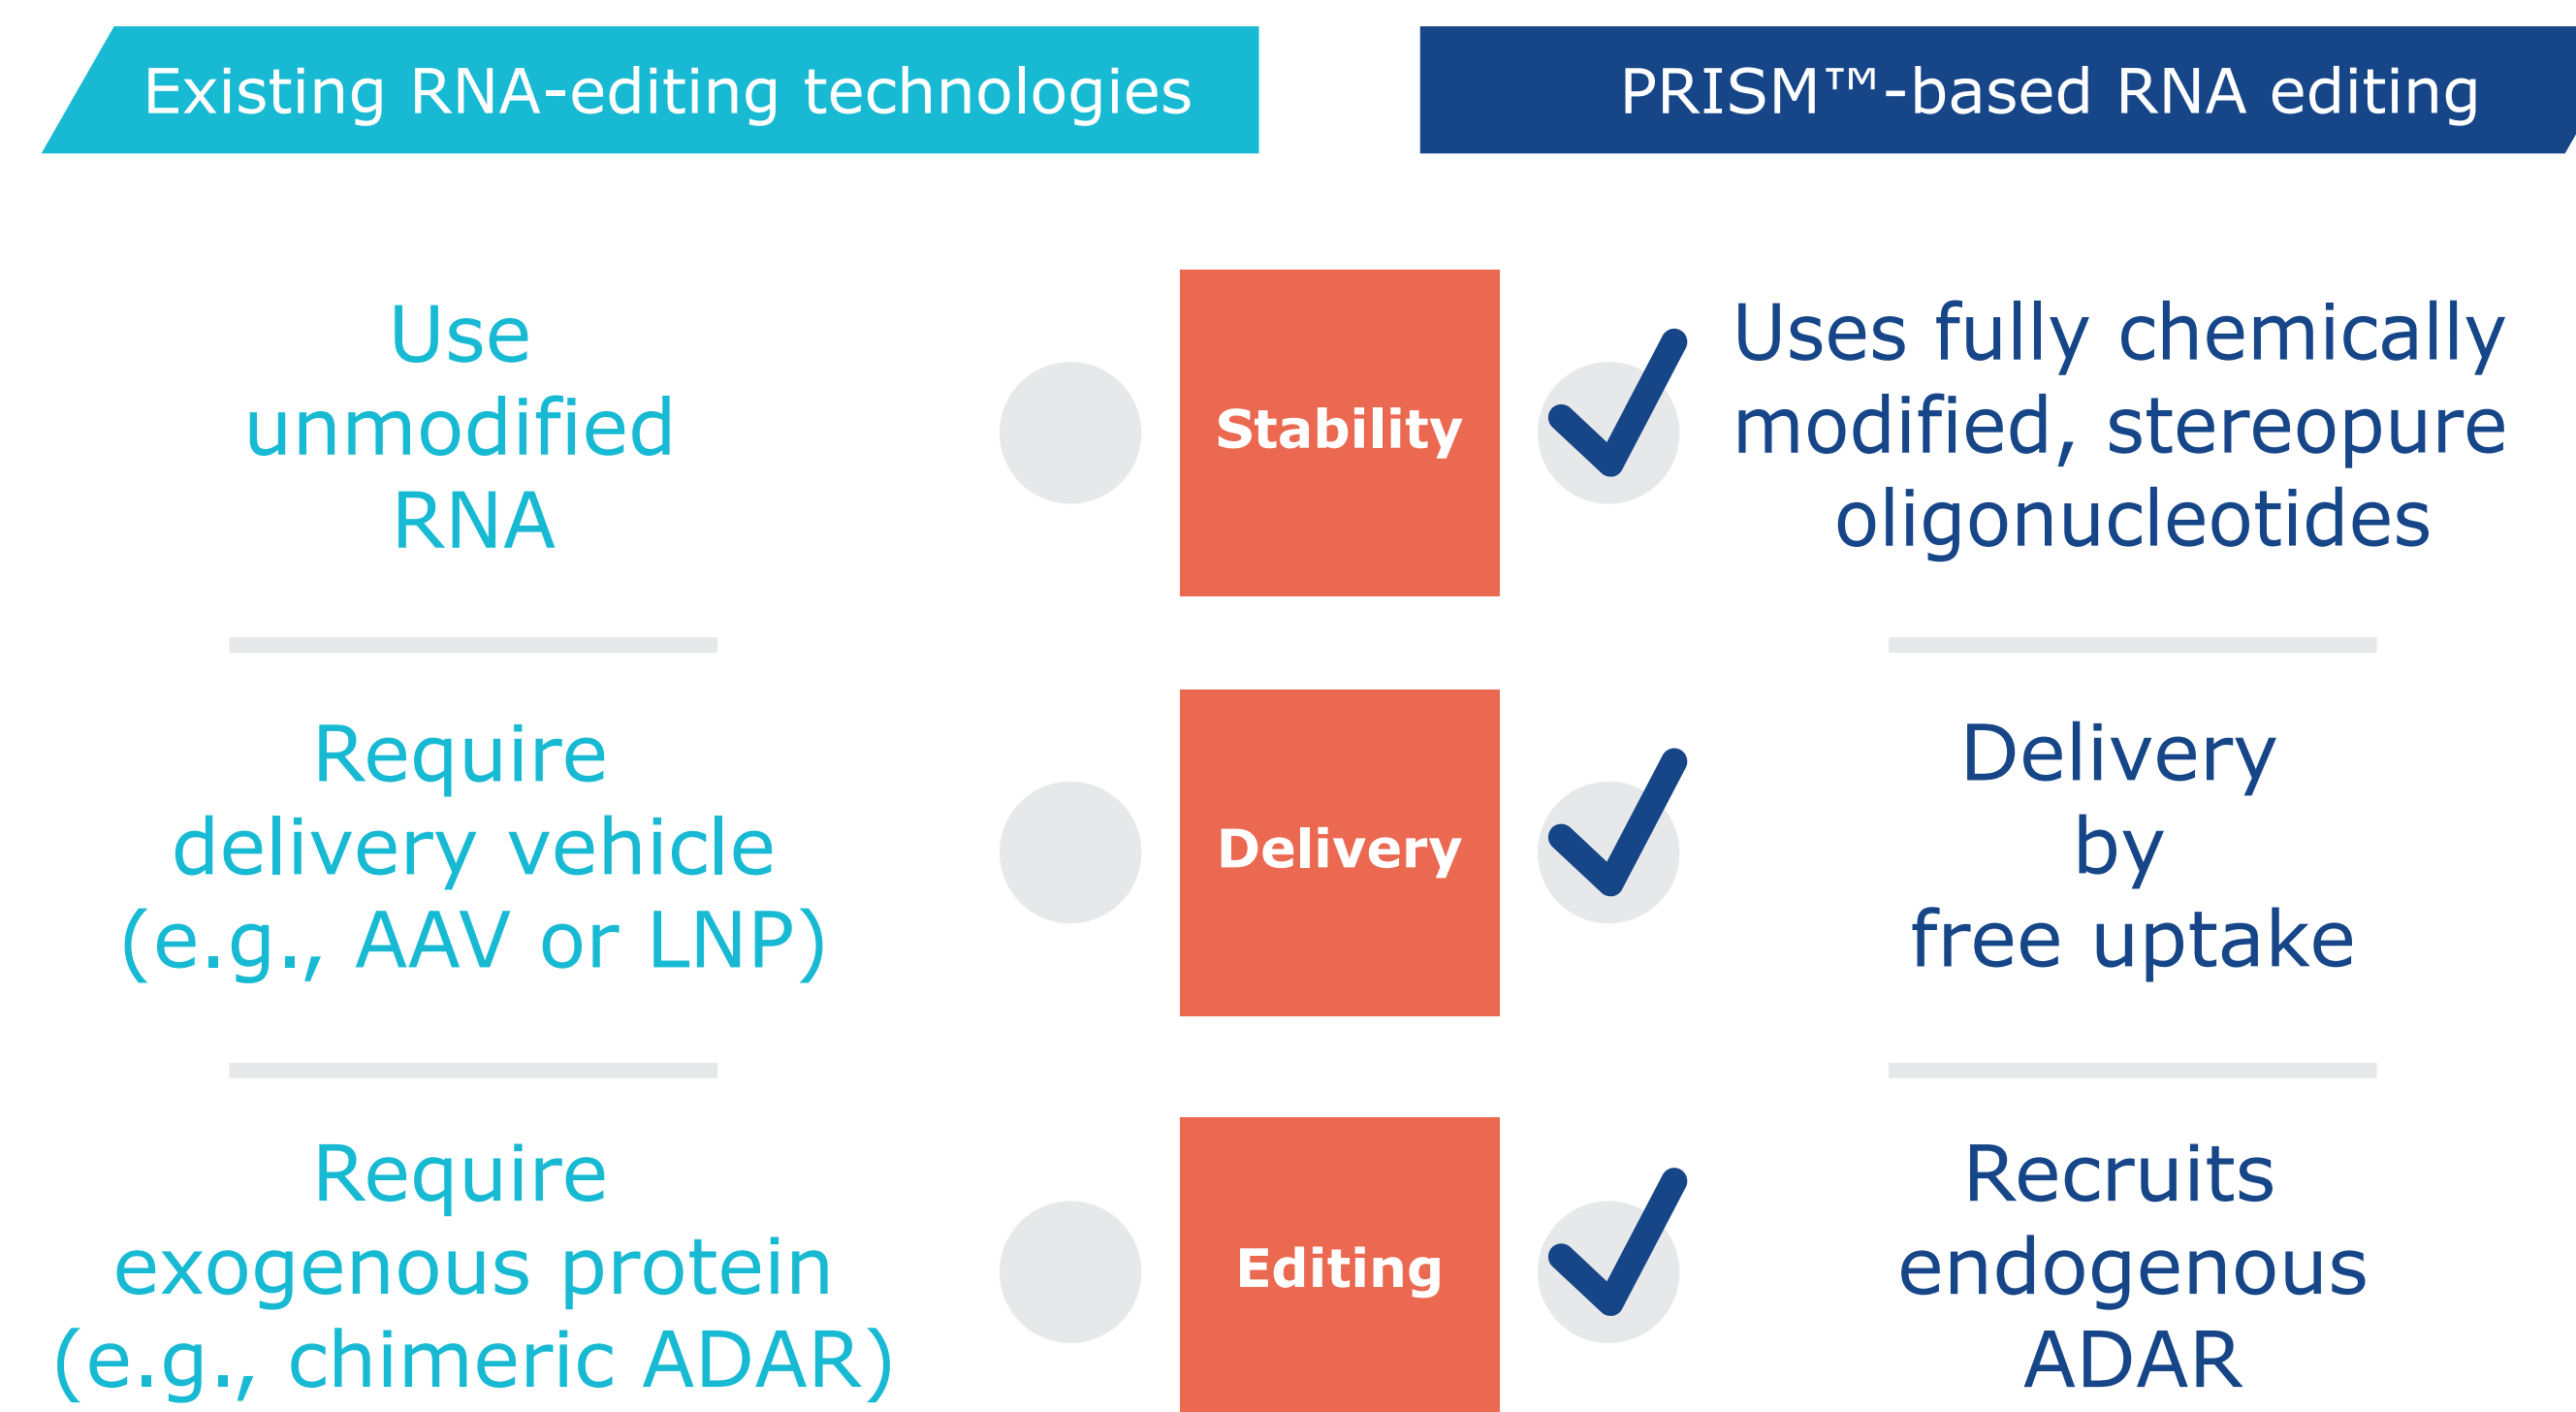 Existing RNA-editing technologies
PRISM™-based RNA editing
Use
unmodified
RNA
Stability
Uses fully chemically
modified, stereopure
oligonucleotides
Require
delivery vehicle
(e.g., AAV or LNP)
Delivery
Delivery
by
free uptake
Require
exogenous protein
(e.g., chimeric ADAR)
Editing
Recruits
endogenous
ADAR